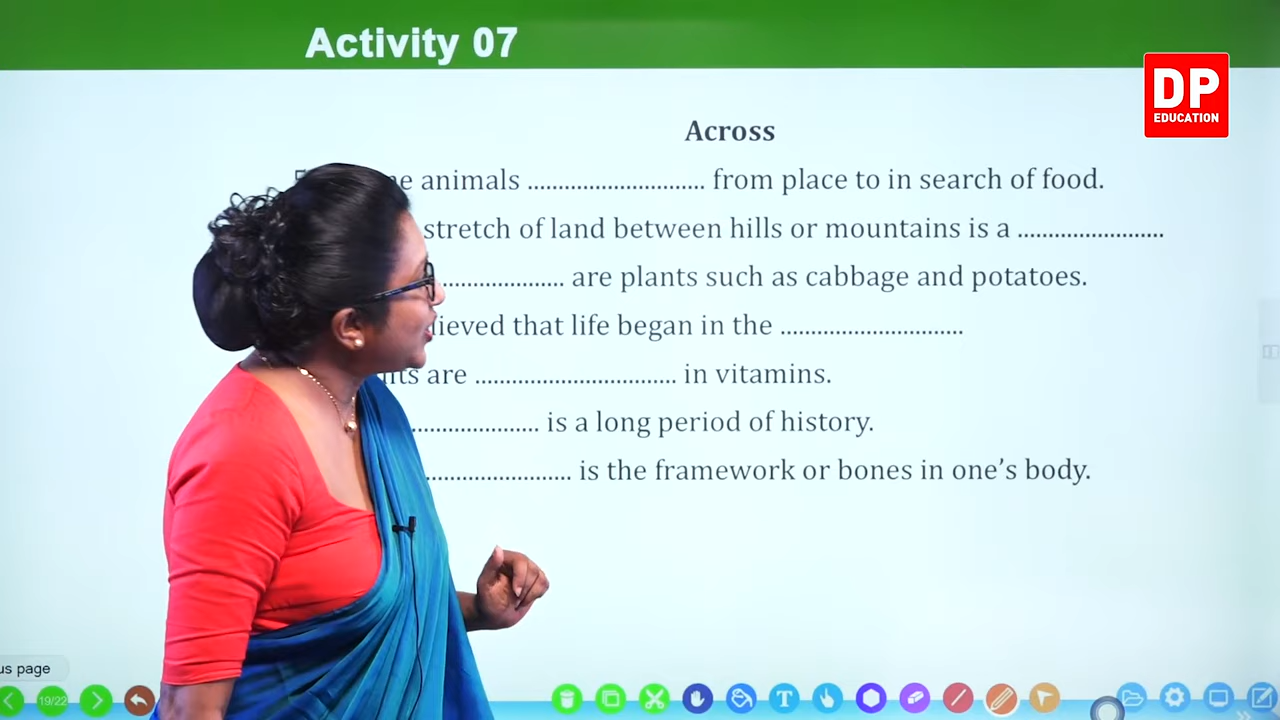 Activity 07
DP
EDUCATION
Across
animals ............................. from place to in search of food.
stretch of land between hills or mountains is a ........................
.................... are plants such as cabbage and potatoes.
that life began in the ..............................
are ................................. in vitamins.
..................... is a long period of history.
........................ is the framework or bones in one’s body.
page
19/22
T